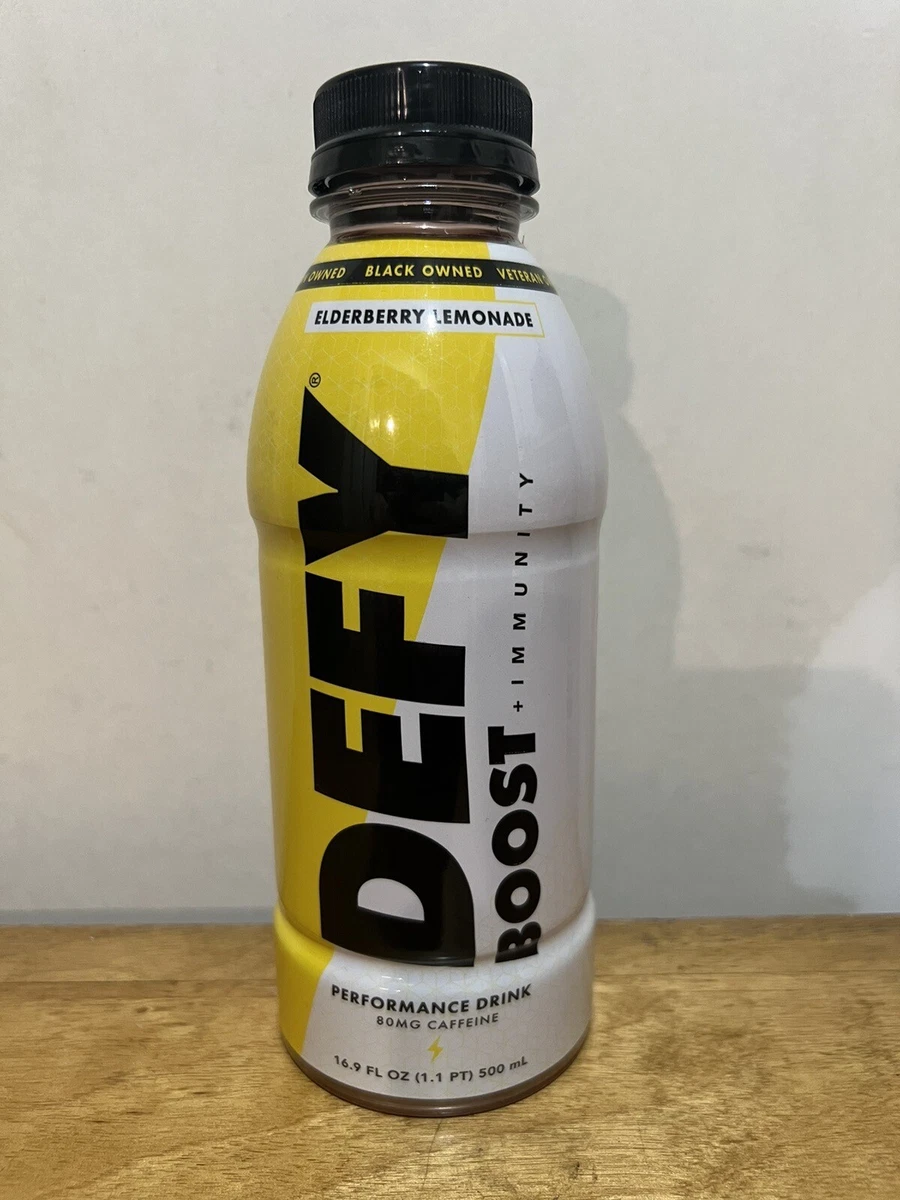 OWNED BLACK OWNED VETERAN
ELDERBERRY LEMONADE
DEFY®
BOOST + IMMUNITY
PERFORMANCE DRINK
80MG CAFFEINE
16.9 FL OZ (1.1 PT) 500 mL